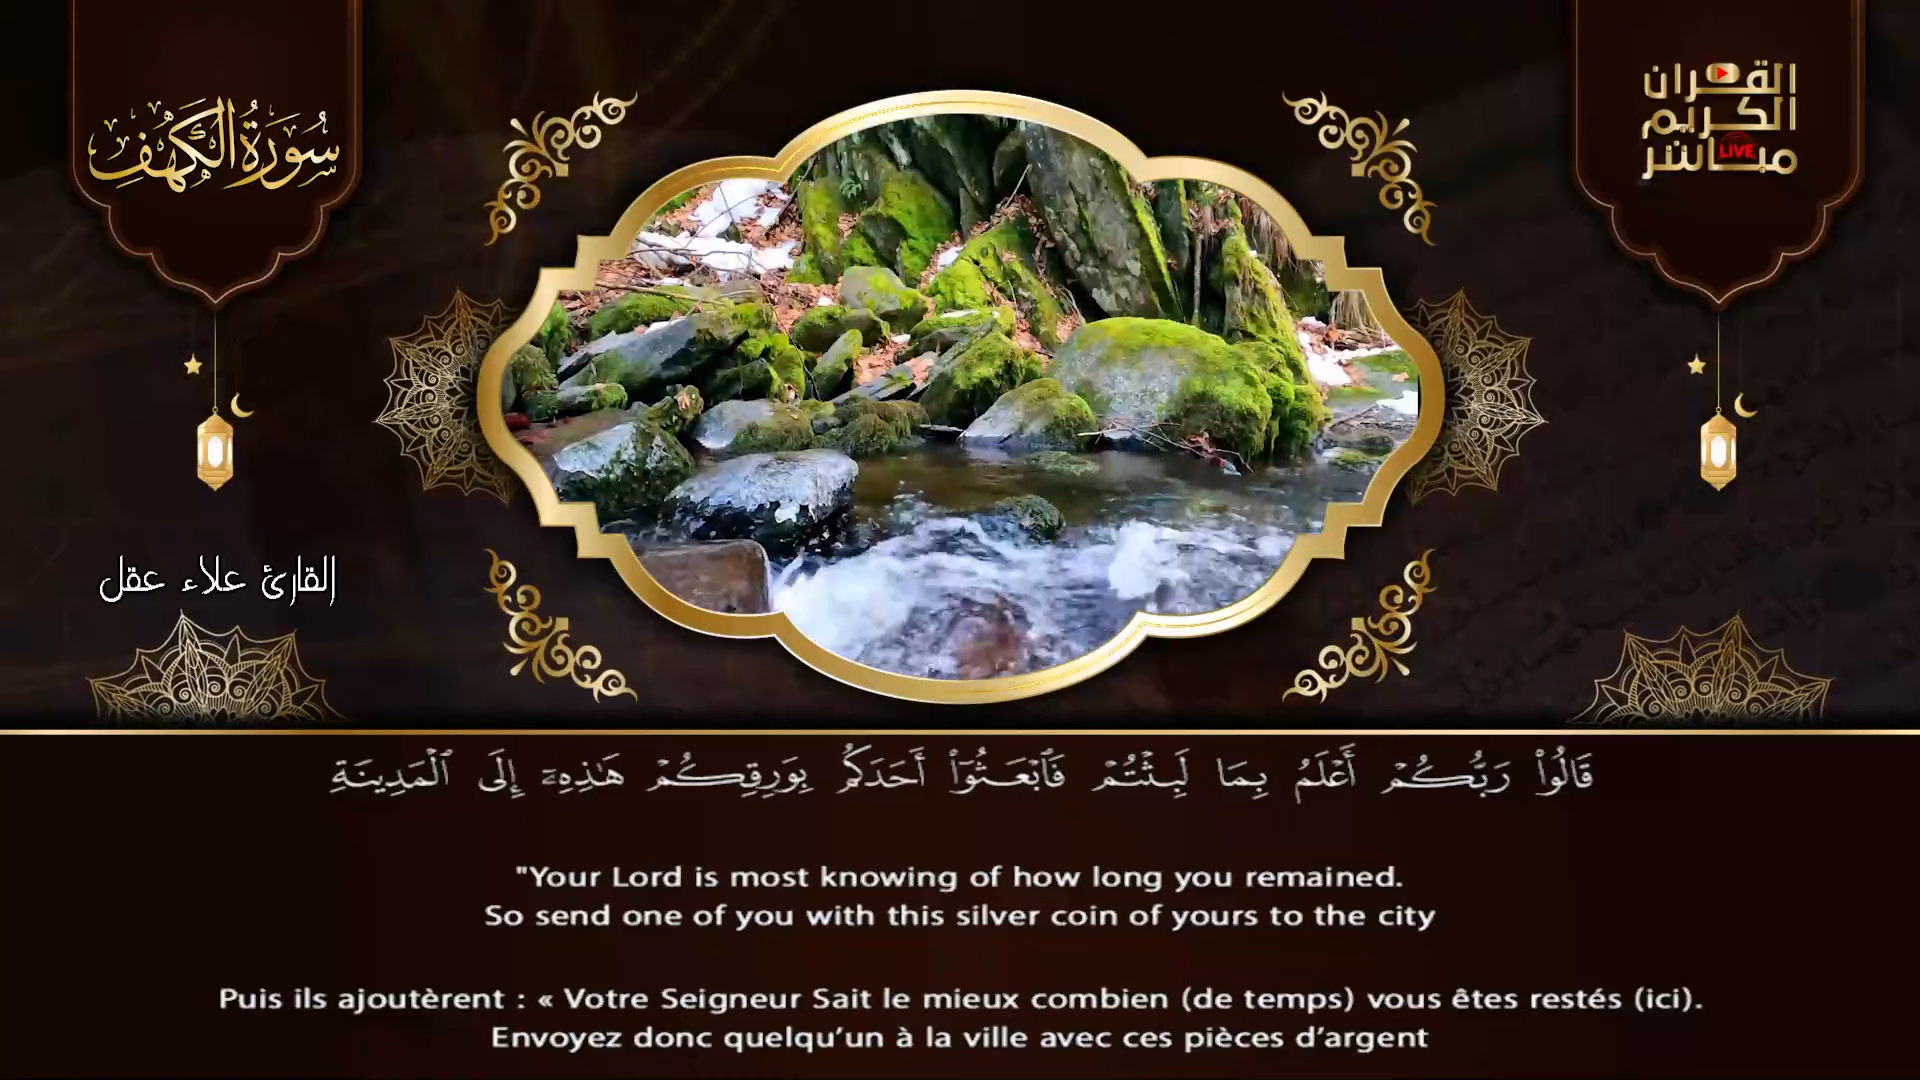 سُورَةُ الكَهْفِ
القران
الكريم
مباشر
LIVE
القارئ علاء عقل
قَالُوا۟ رَبُّكُمْ أَعْلَمُ بِمَا لَبِثْتُمْ فَٱبْعَثُوٓا۟ أَحَدَكُم بِوَرِقِكُمْ هَـٰذِهِۦٓ إِلَى ٱلْمَدِينَةِ
"Your Lord is most knowing of how long you remained.
So send one of you with this silver coin of yours to the city
Puis ils ajoutèrent : « Votre Seigneur Sait le mieux combien (de temps) vous êtes restés (ici).
Envoyez donc quelqu’un à la ville avec ces pièces d’argent